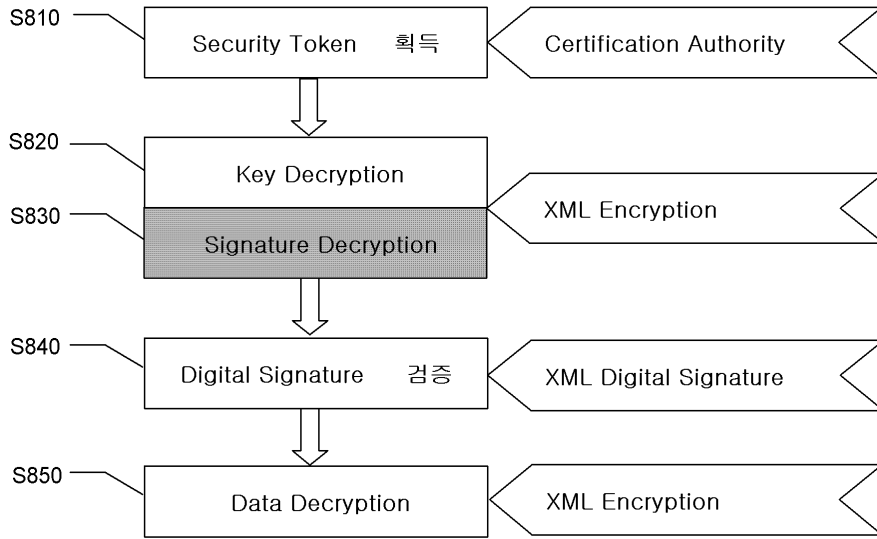 S810
Security Token 획득
Certification Authority
S820
Key Decryption
XML Encryption
S830
Signature Decryption
S840
Digital Signature 검증
XML Digital Signature
S850
Data Decryption
XML Encryption